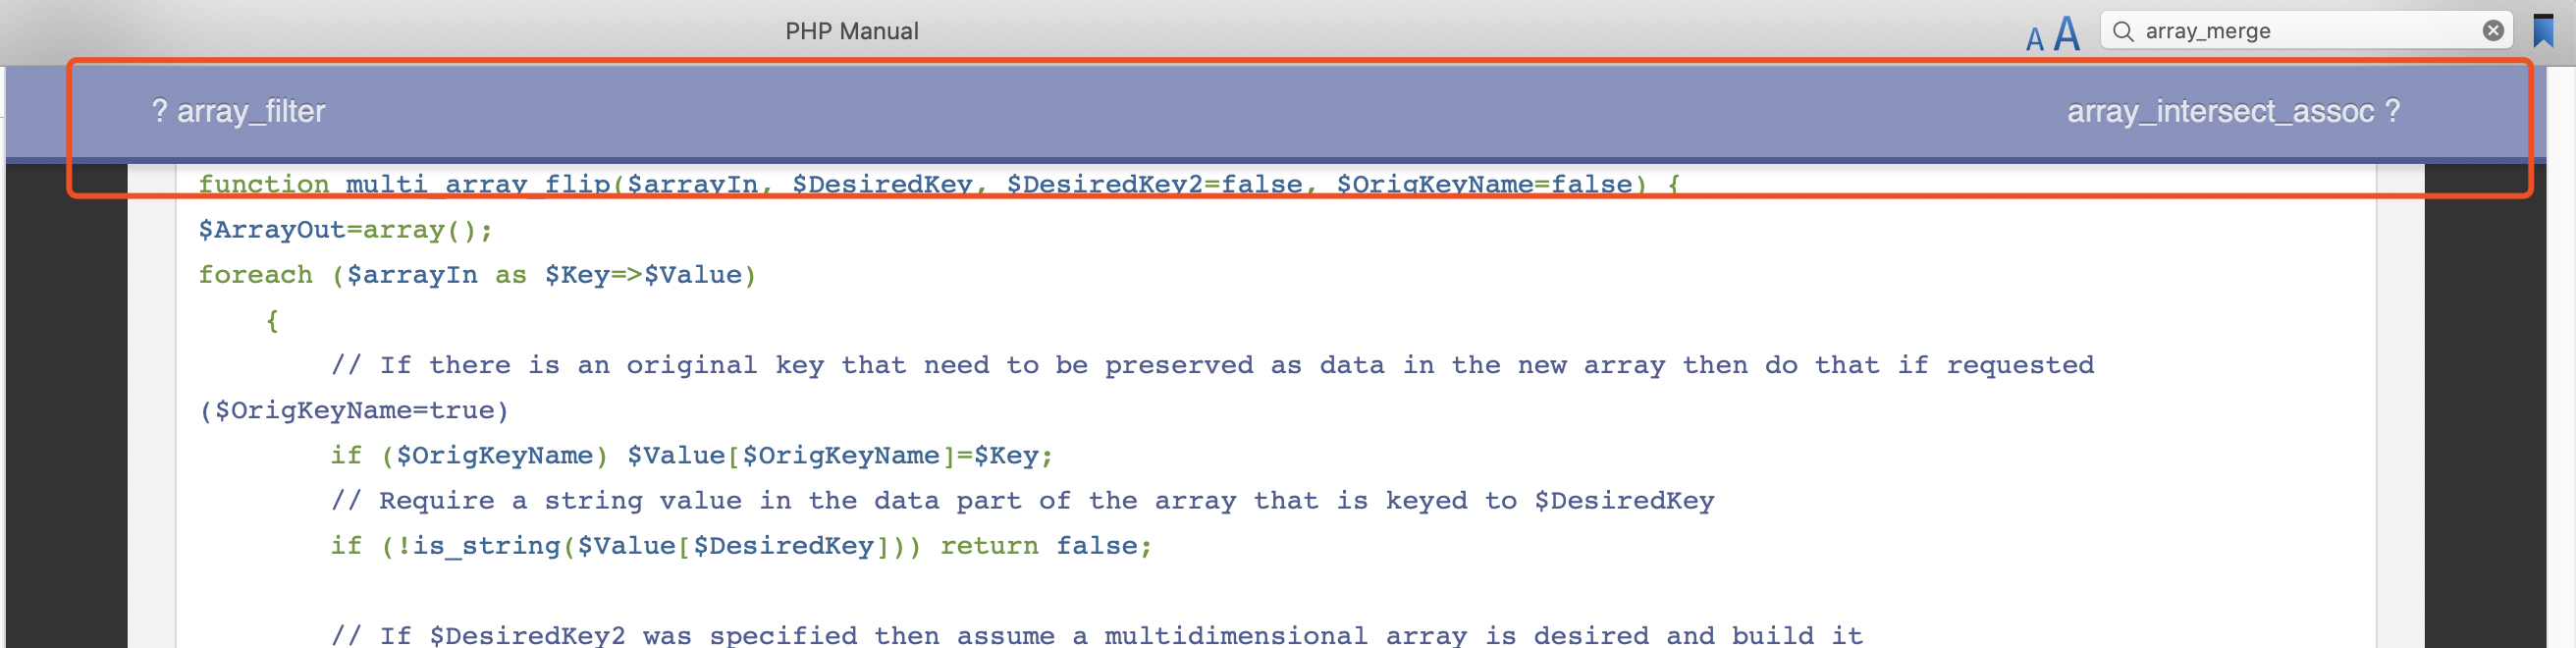 PHP Manual
A A
array_merge
? array_filter
array_intersect_assoc ?
function multi_array_flip($arrayIn, $DesiredKey, $DesiredKey2=false, $OrigKeyName=false) {
$ArrayOut=array();
foreach ($arrayIn as $Key=>$Value)
{
// If there is an original key that need to be preserved as data in the new array then do that if requested
($OrigKeyName=true)
if ($OrigKeyName) $Value[$OrigKeyName]=$Key;
// Require a string value in the data part of the array that is keyed to $DesiredKey
if (!is_string($Value[$DesiredKey])) return false;
// If $DesiredKey2 was specified then assume a multidimensional array is desired and build it